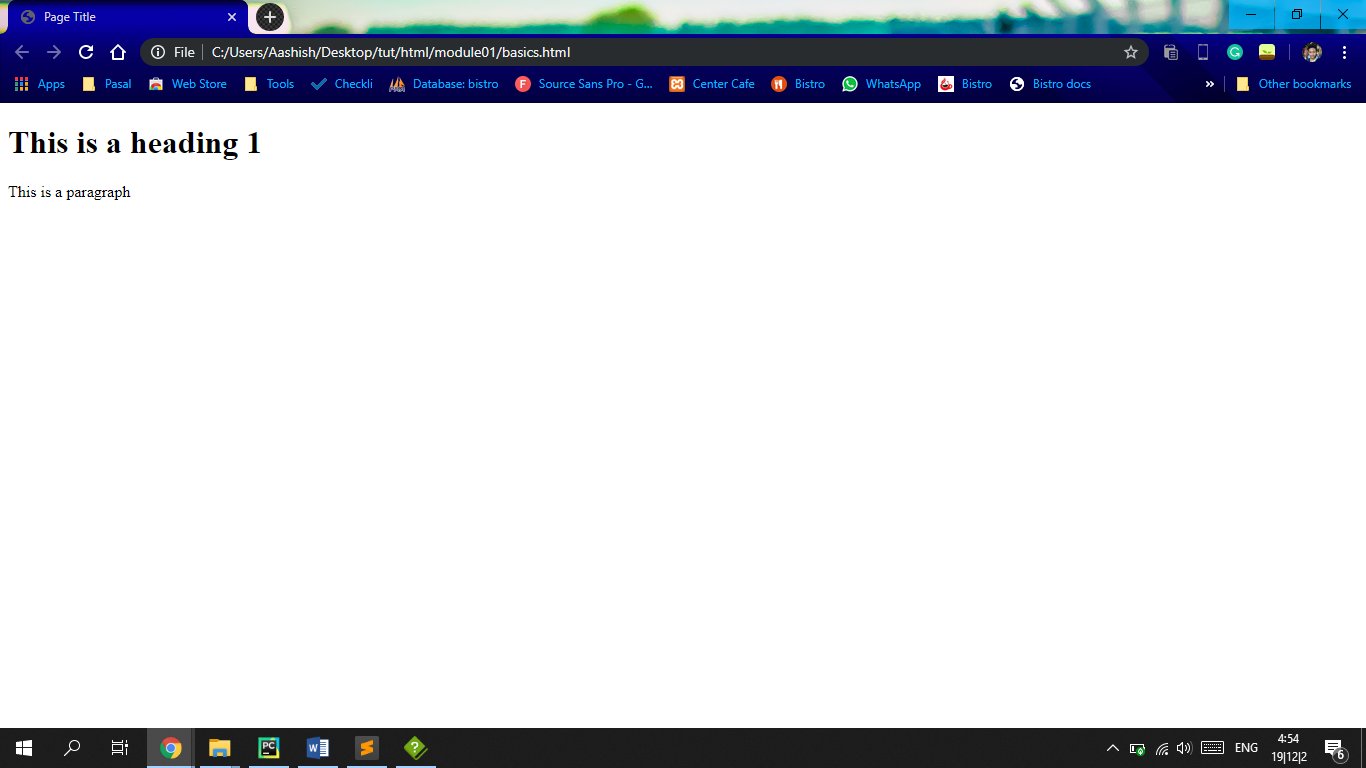 Page Title
File C:/Users/Aashish/Desktop/tut/html/module01/basics.html
Apps Pasal Web Store Tools Checkli Database: bistro Source Sans Pro - G... Center Cafe Bistro WhatsApp Bistro Bistro docs » Other bookmarks
This is a heading 1
This is a paragraph
ENG 4:54
19|12|2
6